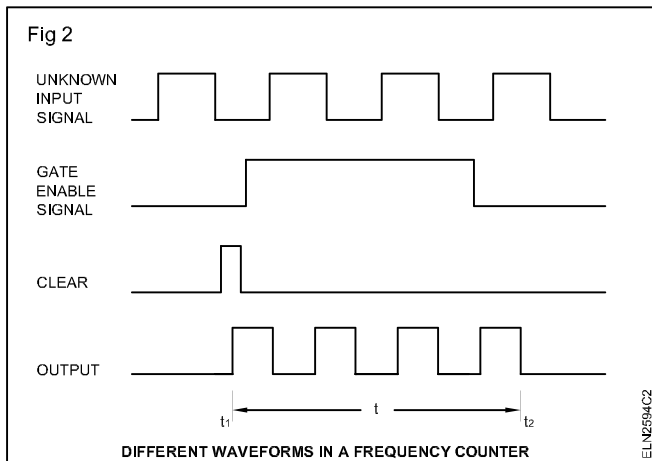 Fig 2
UNKNOWN
INPUT
SIGNAL
GATE
ENABLE
SIGNAL
CLEAR
OUTPUT
t1
t
t2
DIFFERENT WAVEFORMS IN A FREQUENCY COUNTER
ELN2594C2